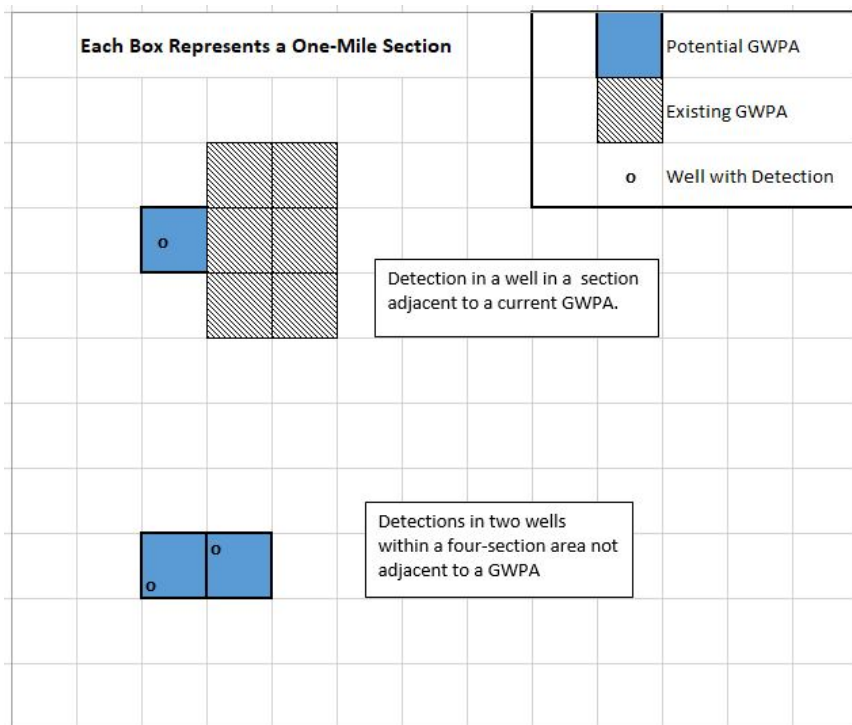 Each Box Represents a One-Mile Section
Potential GWPA
Existing GWPA
o Well with Detection
o
Detection in a well in a section
adjacent to a current GWPA.
Detections in two wells
within a four-section area not
adjacent to a GWPA
o
o